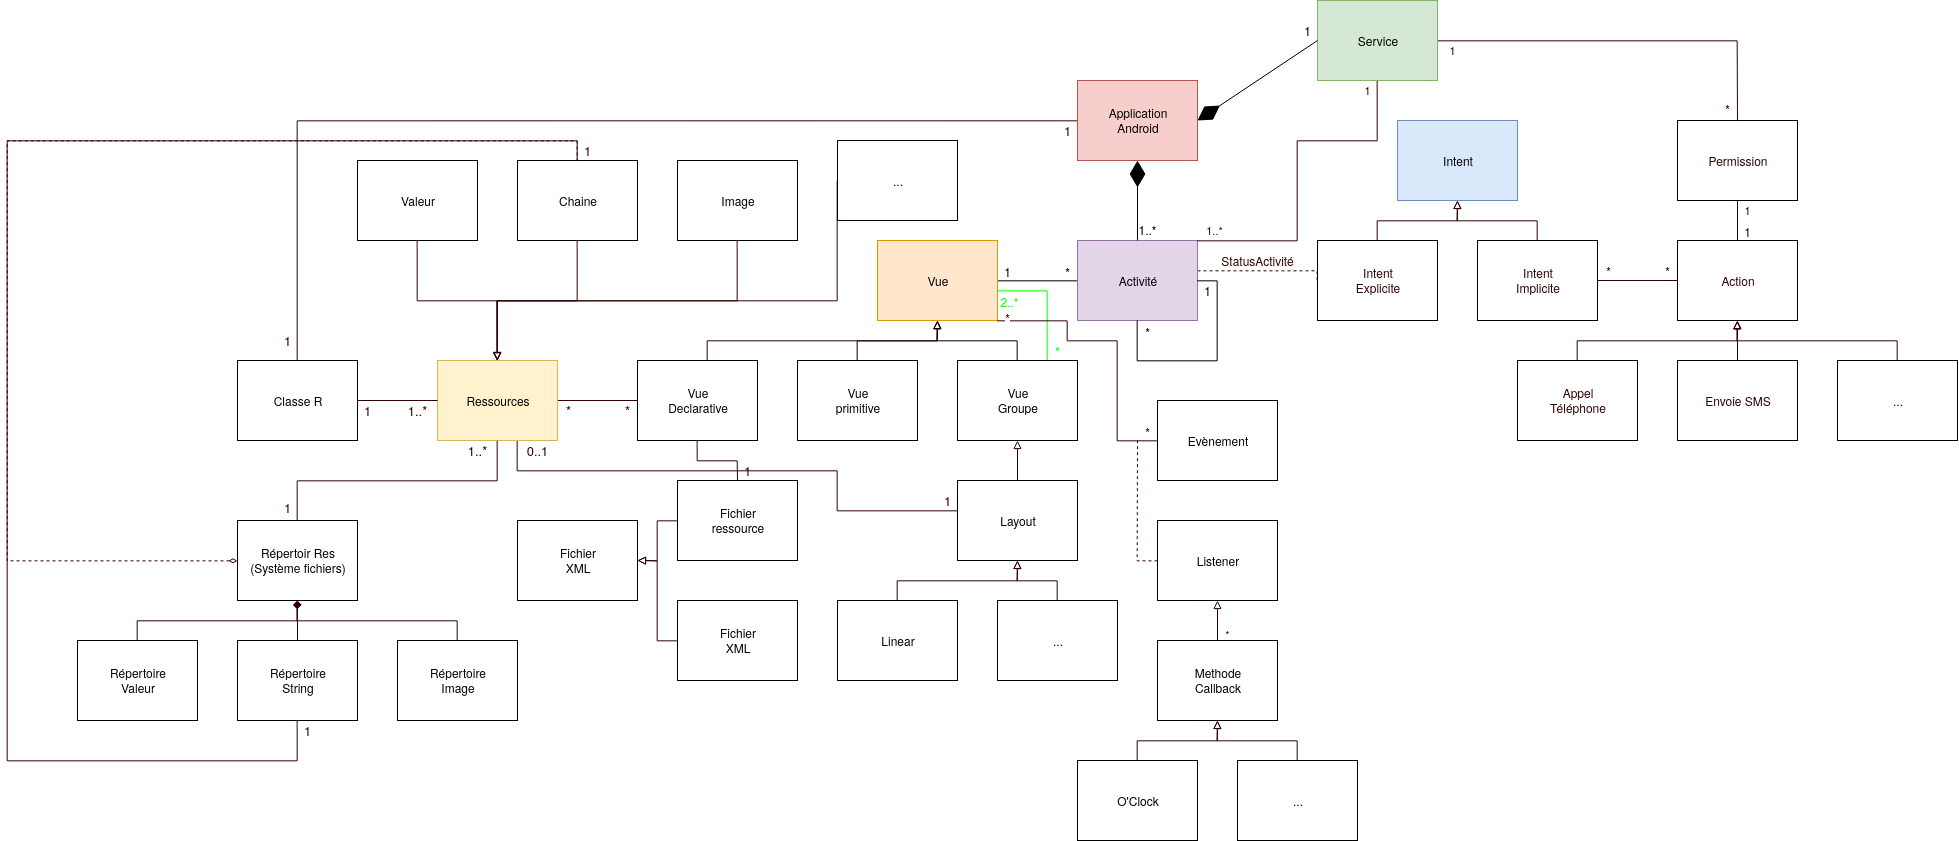 1
Service
1
1
*
Application
Android
1
1
...
Valeur
Chaine
Image
Intent
Permission
1
1
1..*
1..*
StatusActivité
Vue
1
*
Activité
1
*
2..*
*
*
Intent
Explicite
Intent
Implicite
*
*
Action
1
Classe R
1
1..*
Ressources
*
*
Vue
Declarative
Vue
primitive
Vue
Groupe
Appel
Téléphone
Envoie SMS
...
*
Evènement
1..*
0..1
1
1
1
Fichier
ressource
Layout
Répertoir Res
(Système fichiers)
Fichier
XML
Listener
Fichier
XML
Linear
...
*
Répertoire
Valeur
Répertoire
String
Répertoire
Image
Methode
Callback
1
O'Clock
...